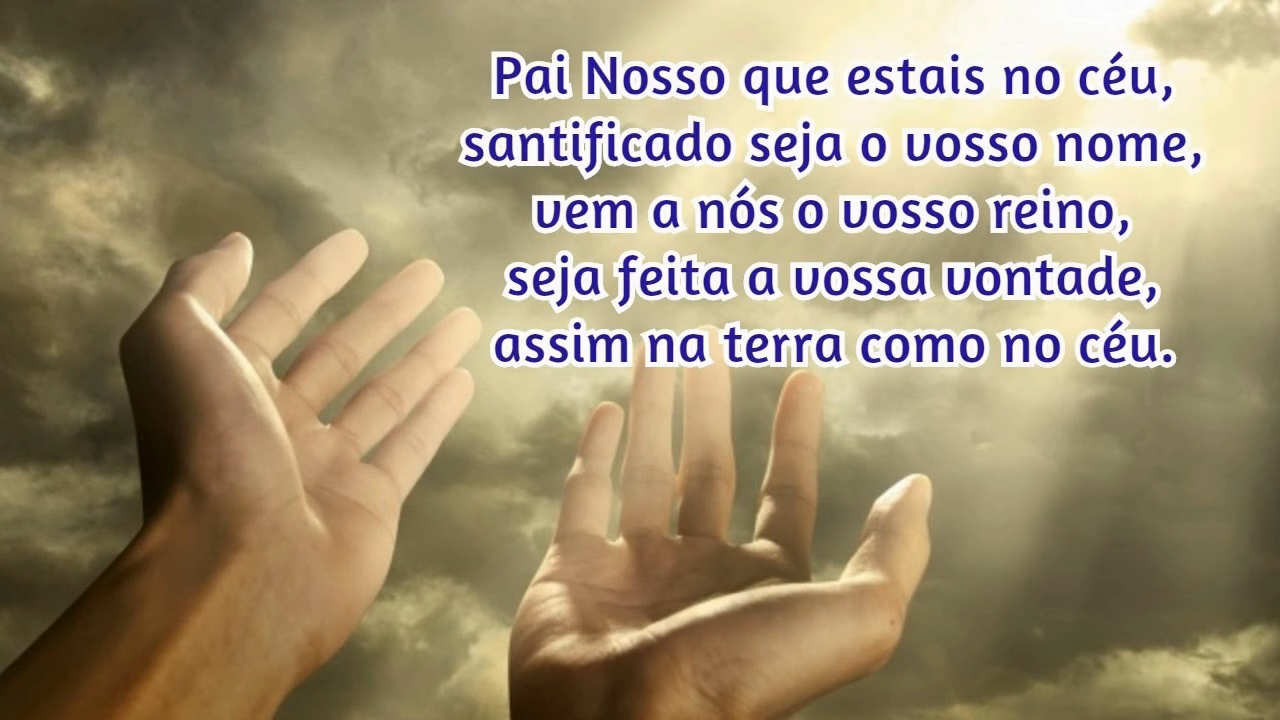 Pai Nosso que estais no céu,
santificado seja o vosso nome,
vem a nós o vosso reino,
seja feita a vossa vontade,
assim na terra como no céu.